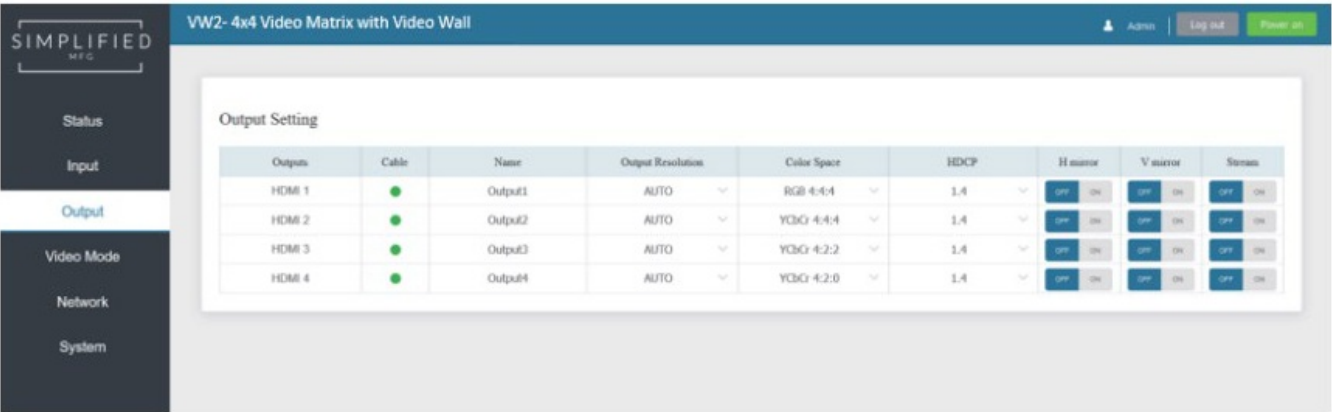 SIMPLIFIED
MFG
VW2- 4x4 Video Matrix with Video Wall
Admin
Log out
Power on
Status
Input
Output
Video Mode
Network
System
Output Setting
Outputs Cable Name Output Resolution Color Space HDCP H mirror V mirror Stream
HDMI 1 Output1 AUTO RGB 4:4:4 1.4 OFF ON OFF ON OFF ON
HDMI 2 Output2 AUTO YCbCr 4:4:4 1.4 OFF ON OFF ON OFF ON
HDMI 3 Output3 AUTO YCbCr 4:2:2 1.4 OFF ON OFF ON OFF ON
HDMI 4 Output4 AUTO YCbCr 4:2:0 1.4 OFF ON OFF ON OFF ON